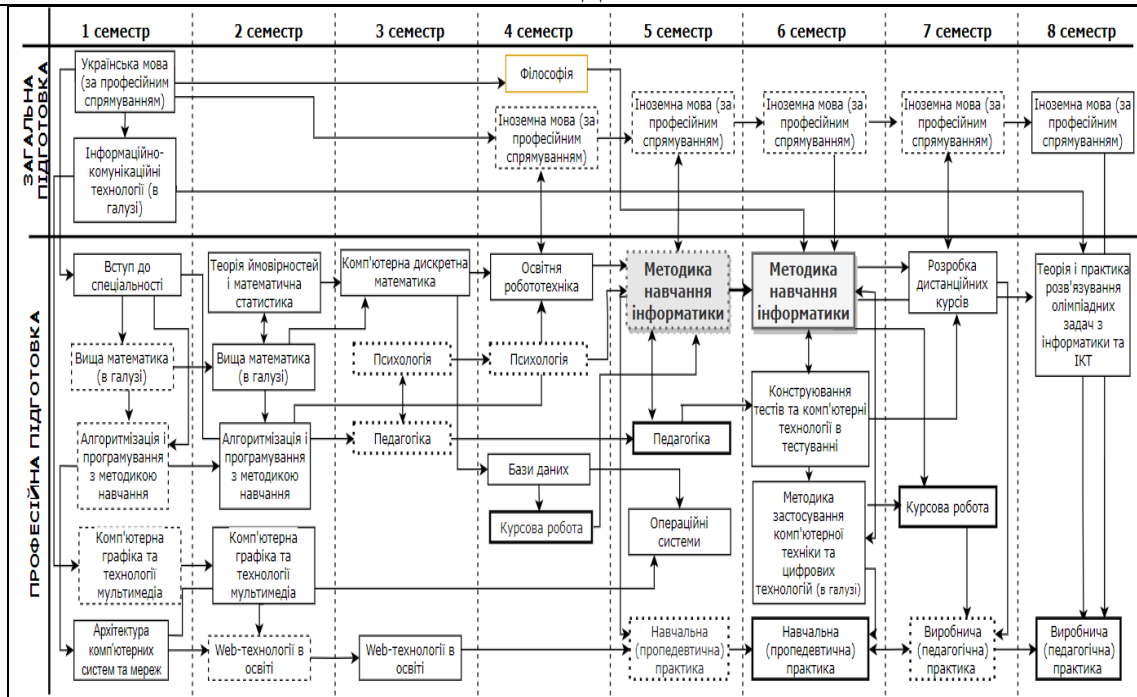 1 семестр
2 семестр
3 семестр
4 семестр
5 семестр
6 семестр
7 семестр
8 семестр
ЗАГАЛЬНА
ПІДГОТОВКА
Українська мова
(за професійним
спрямуванням)
Філософія
Іноземна мова (за
професійним
спрямуванням)
Іноземна мова (за
професійним
спрямуванням)
Іноземна мова (за
професійним
спрямуванням)
Іноземна мова (за
професійним
спрямуванням)
Іноземна мова (за
професійним
спрямуванням)
Інформаційно-
комунікаційні
технології (в
галузі)
ПРОФЕСІЙНА ПІДГОТОВКА
Вступ до
спеціальності
Вища математика
(в галузі)
Алгоритмізація і
програмування
з методикою
навчання
Комп'ютерна
графіка та
технології
мультимедіа
Архітектура
комп'ютерних
систем та мереж
Теорія ймовірностей
і математична
статистика
Вища математика
(в галузі)
Алгоритмізація і
програмування
з методикою
навчання
Комп'ютерна
графіка та
технології
мультимедіа
Web-технології в
освіті
Комп'ютерна дискретна
математика
Психологія
Педагогіка
Web-технології в
освіті
Освітня
робототехніка
Психологія
Бази даних
Курсова робота
Методика
навчання
інформатики
Педагогіка
Операційні
системи
Навчальна
(пропедевтична)
практика
Методика
навчання
інформатики
Конструювання
тестів та комп'ютерні
технології в
тестуванні
Методика
застосування
комп'ютерної
техніки та
цифрових
технологій (в галузі)
Навчальна
(пропедевтична)
практика
Розробка
дистанційних
курсів
Курсова робота
Виробнича
(педагогічна)
практика
Теорія і практика
розв'язування
олімпіадних
задач з
інформатики та
ІКТ
Виробнича
(педагогічна)
практика